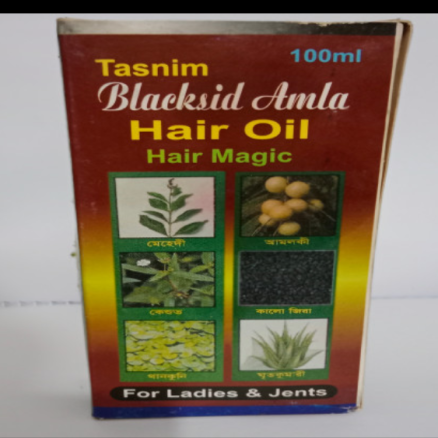 100ml
Tasnim
Blacksid Amla
Hair Oil
Hair Magic
মেহেদী
আমলকী
কেশুত
কালো জিরা
থানকুনি
ঘৃতকুমারী
For Ladies & Jents